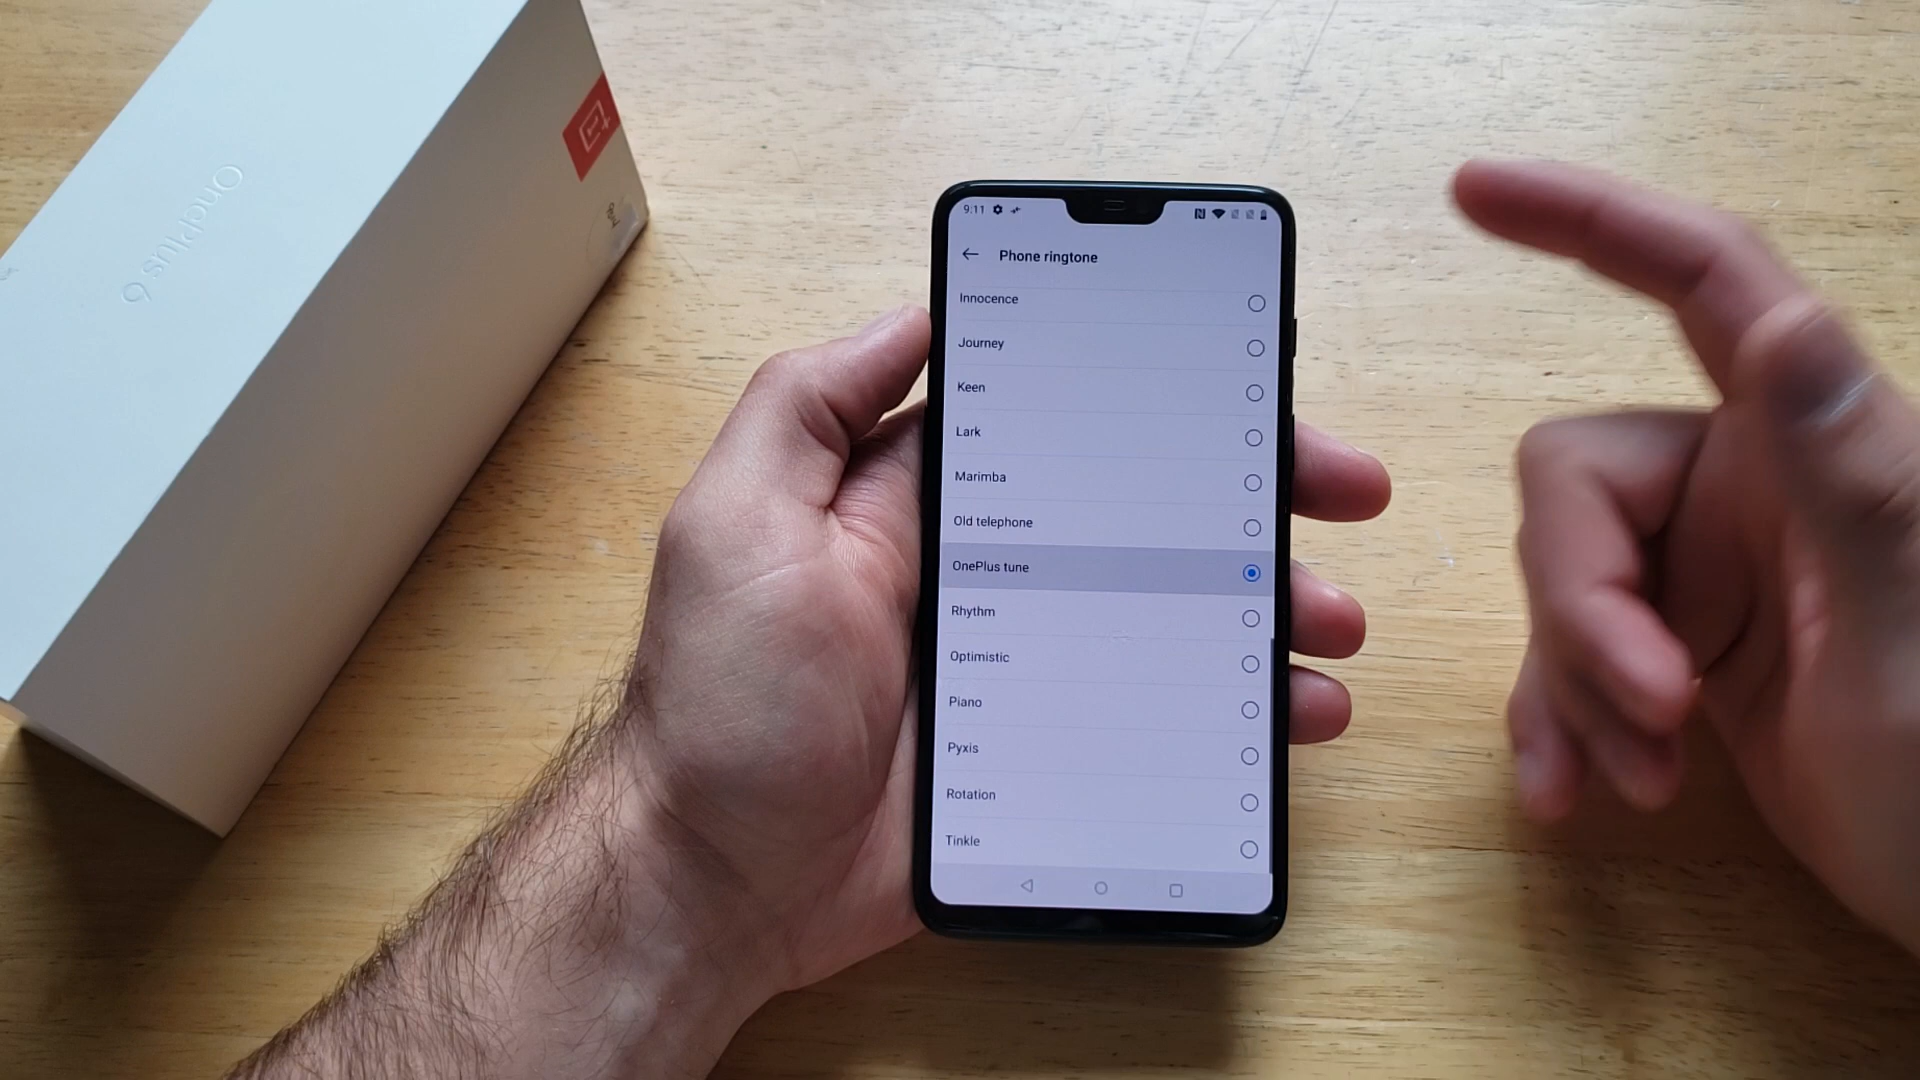 OnePlus 6
9:11
Phone ringtone
Innocence
Journey
Keen
Lark
Marimba
Old telephone
OnePlus tune
Rhythm
Optimistic
Piano
Pyxis
Rotation
Tinkle